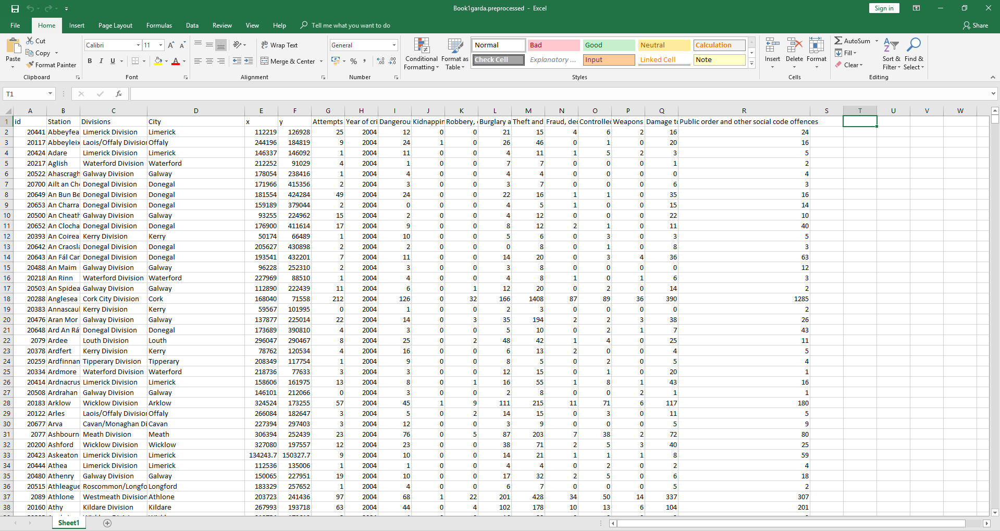 Book1garda.preprocessed - Excel
Sign in
File Home Insert Page Layout Formulas Data Review View Help Tell me what you want to do Share
Paste Cut Copy Format Painter Clipboard
Calibri 11 B I U A A A Font
ab Wrap Text Merge & Center Alignment
General % Number
Conditional Formatting Format as Table
Normal Bad Good Neutral Calculation
Check Cell Explanatory ... Input Linked Cell Note
Styles
Insert Delete Format Cells
AutoSum Fill Clear Sort & Filter Find & Select Editing
T1 fx
A B C D E F G H I J K L M N O P Q R S T U V W
1 id Station Divisions City x y Attempts Year of cri Dangerou Kidnappin Robbery, Burglary a Theft and Fraud, dec Controlled Weapons Damage to Public order and other social code offences
2 20441 Abbeyfea Limerick Division Limerick 112219 126928 25 2004 12 0 0 21 15 4 6 2 16 24
3 20117 Abbeyleix Laois/Offaly Division Offaly 244196 184819 9 2004 24 1 0 26 46 0 1 0 20 16
4 20424 Adare Limerick Division Limerick 146337 146092 1 2004 11 0 0 4 11 1 5 2 3 5
5 20217 Aglish Waterford Division Waterford 212252 91029 4 2004 1 0 0 7 7 0 0 0 1 2
6 20522 Ahascragh Galway Division Galway 178054 238416 1 2004 4 0 0 4 4 0 0 0 0 4
7 20700 Ailt an Cho Donegal Division Donegal 171966 415356 2 2004 3 0 0 3 7 0 0 0 6 3
8 20649 An Bun Be Donegal Division Donegal 181554 424284 49 2004 24 0 0 22 16 1 1 0 35 16
9 20653 An Charra Donegal Division Donegal 159189 379044 2 2004 0 0 0 4 5 1 0 0 15 14
10 20500 An Cheath Galway Division Galway 93255 224962 15 2004 2 0 0 4 12 0 0 0 22 10
11 20652 An Clocha Donegal Division Donegal 176900 411614 17 2004 9 0 0 8 12 2 1 0 11 40
12 20393 An Coirea Kerry Division Kerry 50174 66489 1 2004 10 0 0 5 6 0 3 0 3 5
13 20642 An Craosla Donegal Division Donegal 205627 430898 2 2004 2 0 0 0 8 0 1 0 8 3
14 20643 An Fál Car Donegal Division Donegal 193541 432201 7 2004 11 0 0 14 20 0 3 4 36 63
15 20488 An Maim Galway Division Galway 96228 252310 2 2004 3 0 0 3 8 0 0 0 0 12
16 20218 An Rinn Waterford Division Waterford 227969 88510 1 2004 4 0 0 4 8 1 0 1 6 3
17 20503 An Spidea Galway Division Galway 112890 222439 11 2004 6 0 1 12 20 0 2 0 14 2
18 20288 Anglesea Cork City Division Cork 168040 71558 212 2004 126 0 32 166 1408 87 89 36 390 1285
19 20383 Annascaul Kerry Division Kerry 59567 101995 0 2004 1 0 0 2 3 0 0 0 0 2
20 20476 Aran Mor Galway Division Galway 137877 225014 22 2004 14 0 3 35 194 2 2 3 38 26
21 20648 Ard An Rá Donegal Division Donegal 173689 390810 4 2004 3 0 0 5 10 0 2 1 7 43
22 2079 Ardee Louth Division Louth 296047 290467 8 2004 25 0 2 48 42 1 4 0 25 11
23 20378 Ardfert Kerry Division Kerry 78762 120534 4 2004 16 0 0 6 13 2 0 0 4 5
24 20259 Ardfinnan Tipperary Division Tipperary 208349 117754 1 2004 9 0 0 8 5 0 2 0 5 4
25 20334 Ardmore Waterford Division Waterford 218736 77633 3 2004 3 0 0 12 15 0 1 0 20 1
26 20414 Ardnacrus Limerick Division Limerick 158606 161975 13 2004 8 0 1 16 55 1 8 1 43 16
27 20508 Ardrahan Galway Division Galway 146101 212066 0 2004 3 0 0 2 8 0 0 2 1 1
28 20183 Arklow Wicklow Division Arklow 324524 173255 57 2004 45 1 9 111 215 11 71 6 117 180
29 20122 Arles Laois/Offaly Division Offaly 266084 182647 3 2004 5 0 2 14 15 0 3 0 11 5
30 20677 Arva Cavan/Monaghan Di Cavan 227394 297403 3 2004 12 0 0 3 9 0 0 0 5 9
31 2077 Ashbourn Meath Division Meath 306394 252439 23 2004 76 0 5 87 203 7 38 2 72 80
32 20200 Ashford Wicklow Division Wicklow 327080 197557 12 2004 23 0 0 38 71 2 5 3 40 25
33 20423 Askeaton Limerick Division Limerick 134243.7 150327.7 9 2004 10 0 0 14 21 1 1 1 8 59
34 20444 Athea Limerick Division Limerick 112536 135006 1 2004 1 0 0 4 4 0 2 0 2 4
35 20480 Athenry Galway Division Galway 150065 227951 19 2004 10 0 0 17 32 2 5 0 6 18
36 20515 Athleague Roscommon/Longfo Longford 183329 257652 1 2004 4 0 0 6 7 0 0 0 5 2
37 2089 Athlone Westmeath Division Athlone 203723 241436 97 2004 68 1 22 201 428 34 50 14 337 307
38 20160 Athy Kildare Division Kildare 267993 193718 63 2004 44 0 4 102 178 10 13 6 104 201
Sheet1